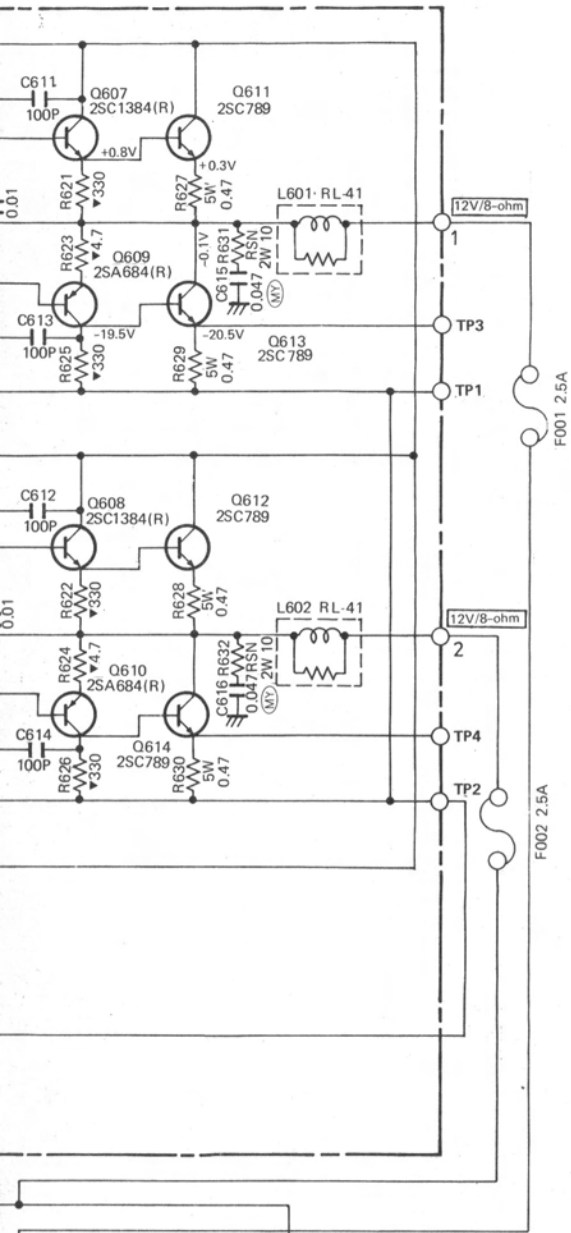 C611
100P
Q607
2SC1384(R)
Q611
2SC789
+0.8V
+0.3V
R621
▼330
R627
5W
0.47
0.01
L601· RL-41
12V/8-ohm
1
R623
▼4.7
Q609
2SA684(R)
-0.1V
R631
RSN
2W 10
C615
0.047
MY
C613
100P
-19.5V
-20.5V
Q613
2SC789
R625
▼330
R629
5W
0.47
TP3
TP1
F001 2.5A
C612
100P
Q608
2SC1384(R)
Q612
2SC789
R622
▼330
R628
5W
0.47
0.01
L602 RL-41
12V/8-ohm
2
R624
▼4.7
Q610
2SA684(R)
R632
RSN
2W 10
C616
0.047
MY
C614
100P
Q614
2SC789
R626
▼330
R630
5W
0.47
TP4
TP2
F002 2.5A